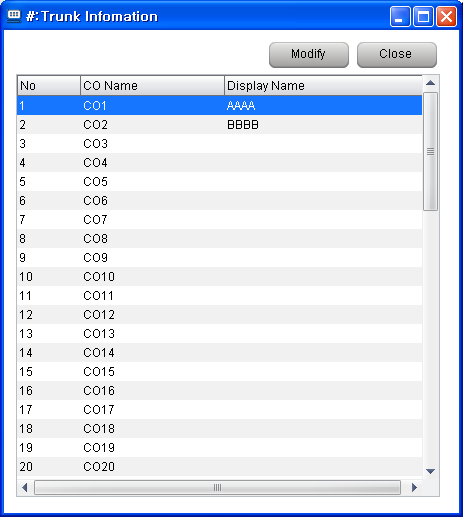 #:Trunk Infomation
Modify Close
No CO Name Display Name
1 CO1 AAAA
2 CO2 BBBB
3 CO3
4 CO4
5 CO5
6 CO6
7 CO7
8 CO8
9 CO9
10 CO10
11 CO11
12 CO12
13 CO13
14 CO14
15 CO15
16 CO16
17 CO17
18 CO18
19 CO19
20 CO20